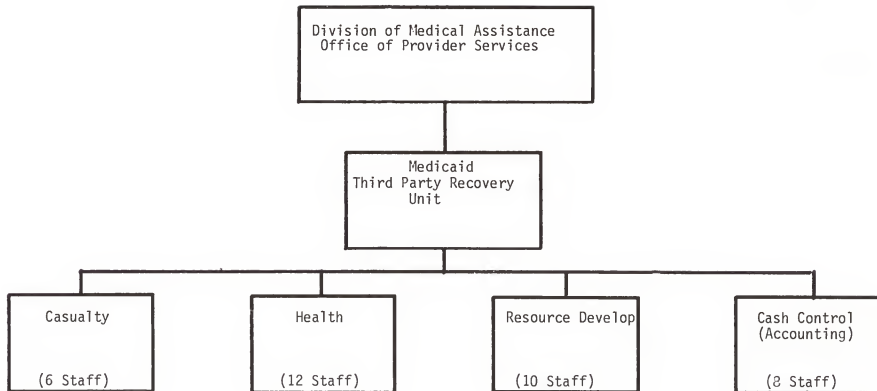 Division of Medical Assistance
Office of Provider Services
Medicaid
Third Party Recovery
Unit
Casualty
(6 Staff)
Health
(12 Staff)
Resource Develop
(10 Staff)
Cash Control
(Accounting)
(8 Staff)